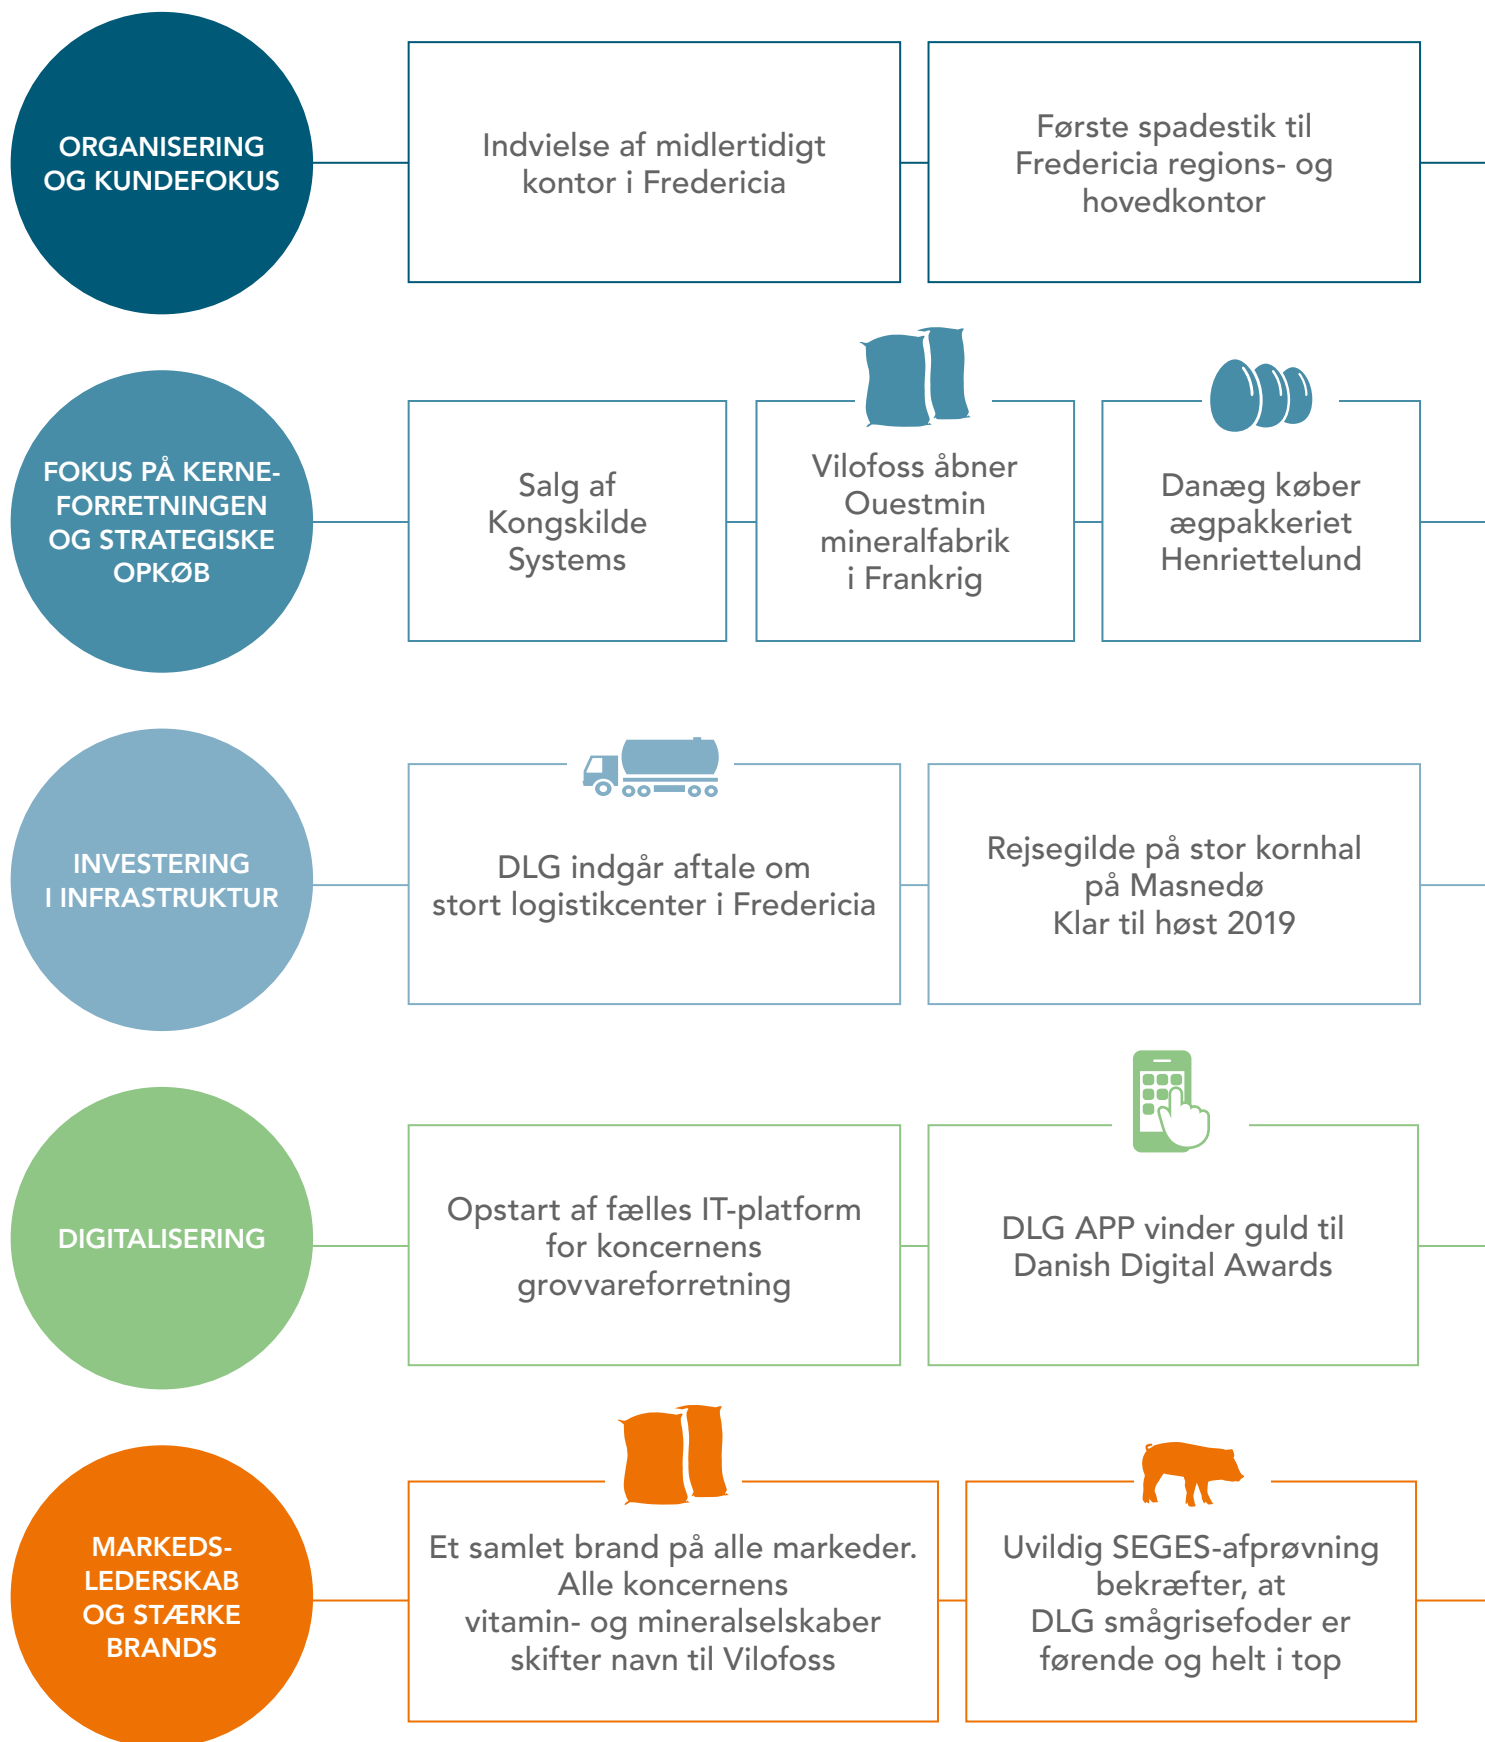 ORGANISERING
OG KUNDEFOKUS
Indvielse af midlertidigt
kontor i Fredericia
Første spadestik til
Fredericia regions- og
hovedkontor
FOKUS PÅ KERNE-
FORRETNINGEN
OG STRATEGISKE
OPKØB
Salg af
Kongskilde
Systems
Vilofoss åbner
Ouestmin
mineralfabrik
i Frankrig
Danæg køber
ægpakkeriet
Henriettelund
INVESTERING
I INFRASTRUKTUR
DLG indgår aftale om
stort logistikcenter i Fredericia
Rejsegilde på stor kornhal
på Masnedø
Klar til høst 2019
DIGITALISERING
Opstart af fælles IT-platform
for koncernens
grovvareforretning
DLG APP vinder guld til
Danish Digital Awards
MARKEDS-
LEDERSKAB
OG STÆRKE
BRANDS
Et samlet brand på alle markeder.
Alle koncernens
vitamin- og mineralselskaber
skifter navn til Vilofoss
Uvildig SEGES-afprøvning
bekræfter, at
DLG smågrisefoder er
førende og helt i top